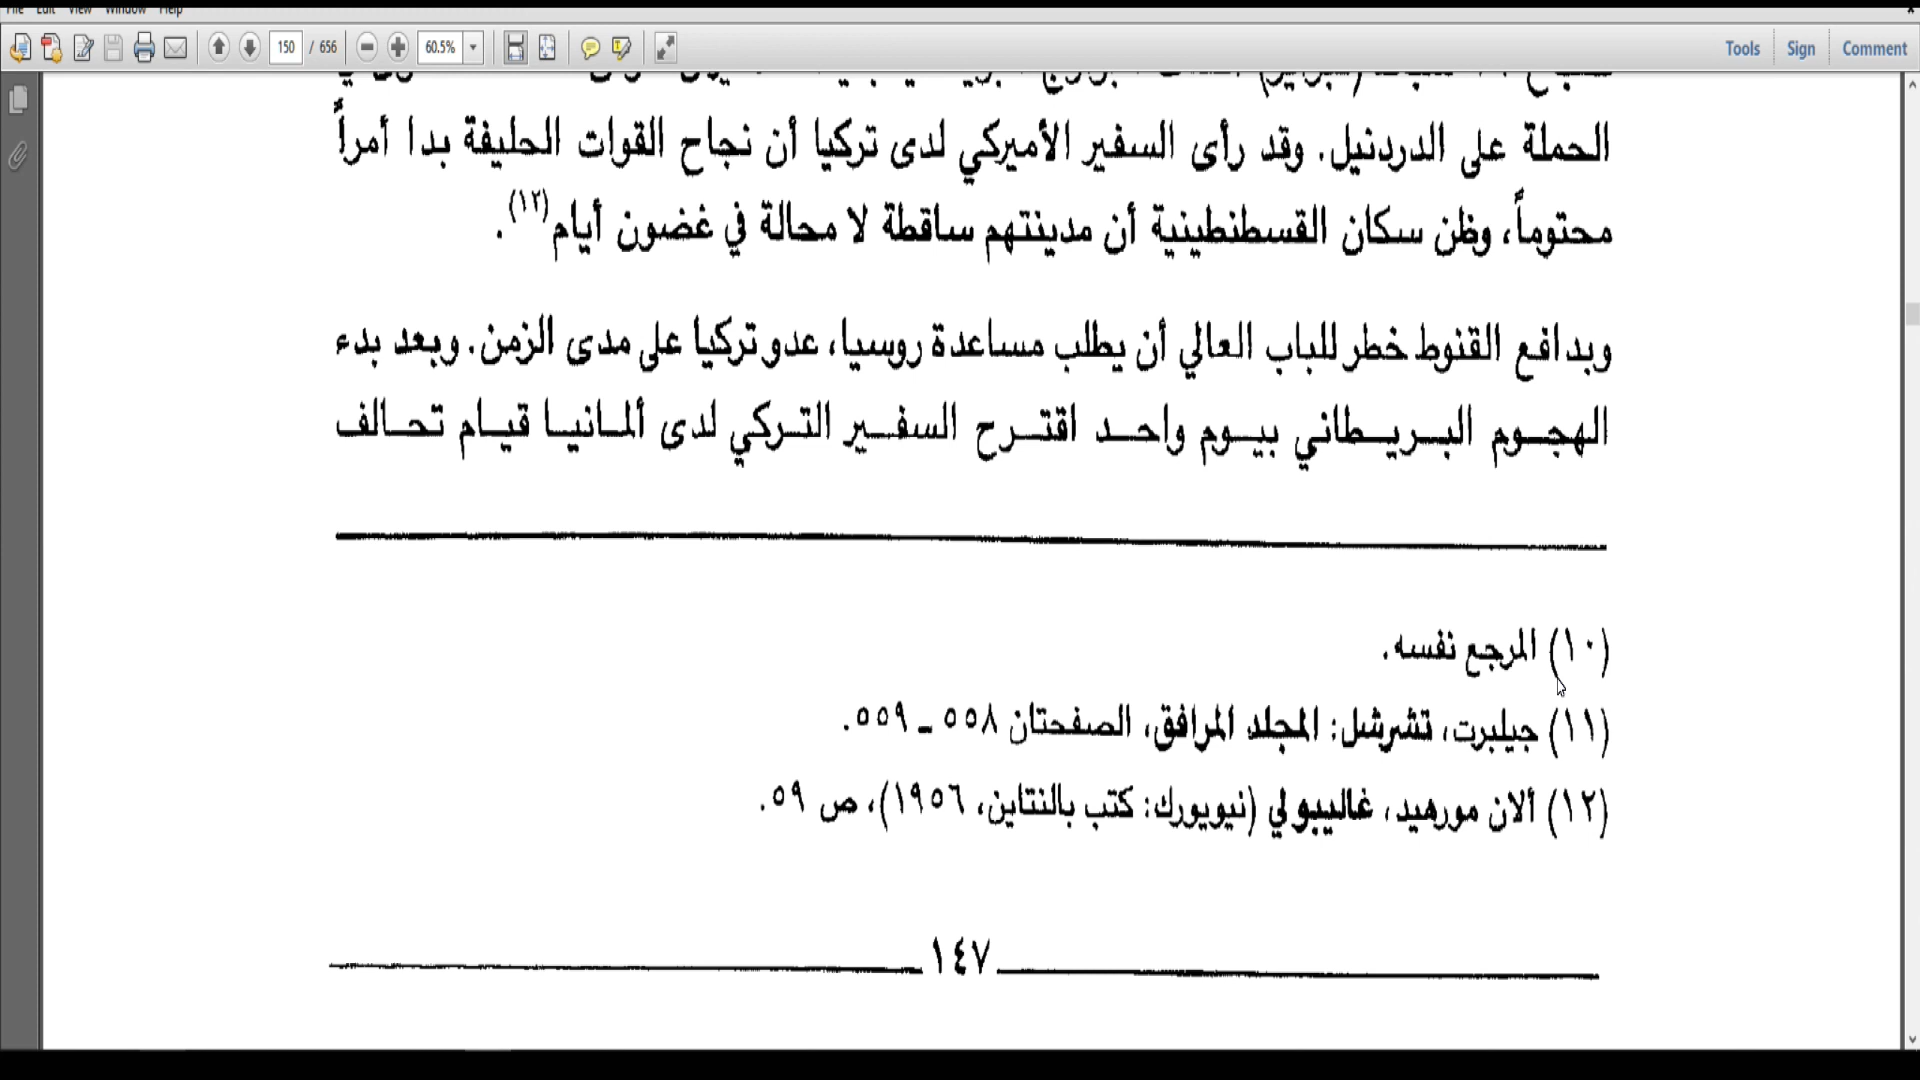 File Edit View Window Help
150 / 656 60.5% Tools Sign Comment
الحملة على الدردنيل. وقد رأى السفير الأميركي لدى تركيا أن نجاح القوات الحليفة بدا أمراً
محتوماً، وظن سكان القسطنطينية أن مدينتهم ساقطة لا محالة في غضون أيام(١٢).
وبدافع القنوط خطر للباب العالي أن يطلب مساعدة روسيا، عدو تركيا على مدى الزمن. وبعد بدء
الهجوم البريطاني بيوم واحد اقترح السفير التركي لدى ألمانيا قيام تحالف
(١٠) المرجع نفسه.
(١١) جيلبرت، تشرشل: المجلد المرافق، الصفحتان ٥٥٨ ـ ٥٥٩.
(١٢) ألان مورهيد، غاليبولي (نيويورك: كتب بالنتاين، ١٩٥٦)، ص ٥٩.
١٤٧